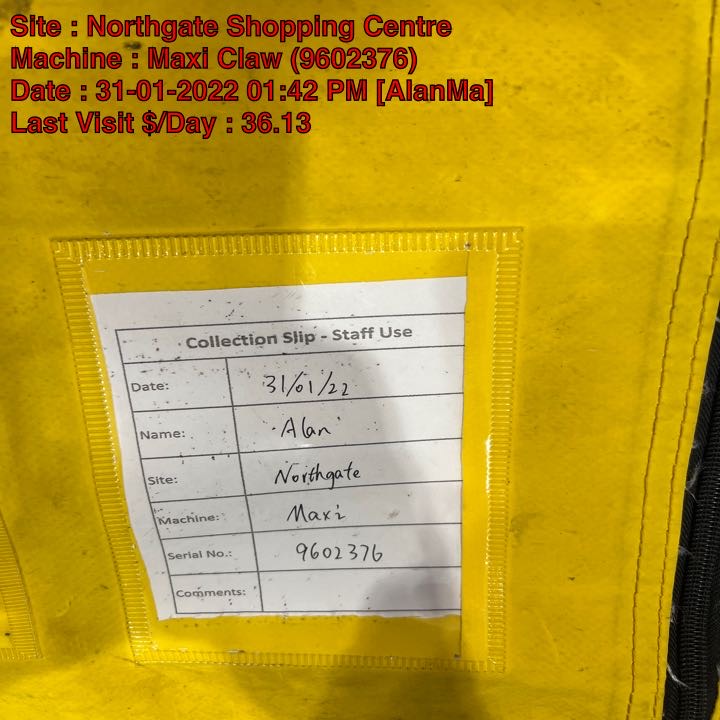 Site : Northgate Shopping Centre
Machine : Maxi Claw (9602376)
Date : 31-01-2022 01:42 PM [AlanMa]
Last Visit $/Day : 36.13
Collection Slip - Staff Use
Date: 31/01/22
Name: Alan
Site: Northgate
Machine: Maxi
Serial No.: 9602376
Comments: